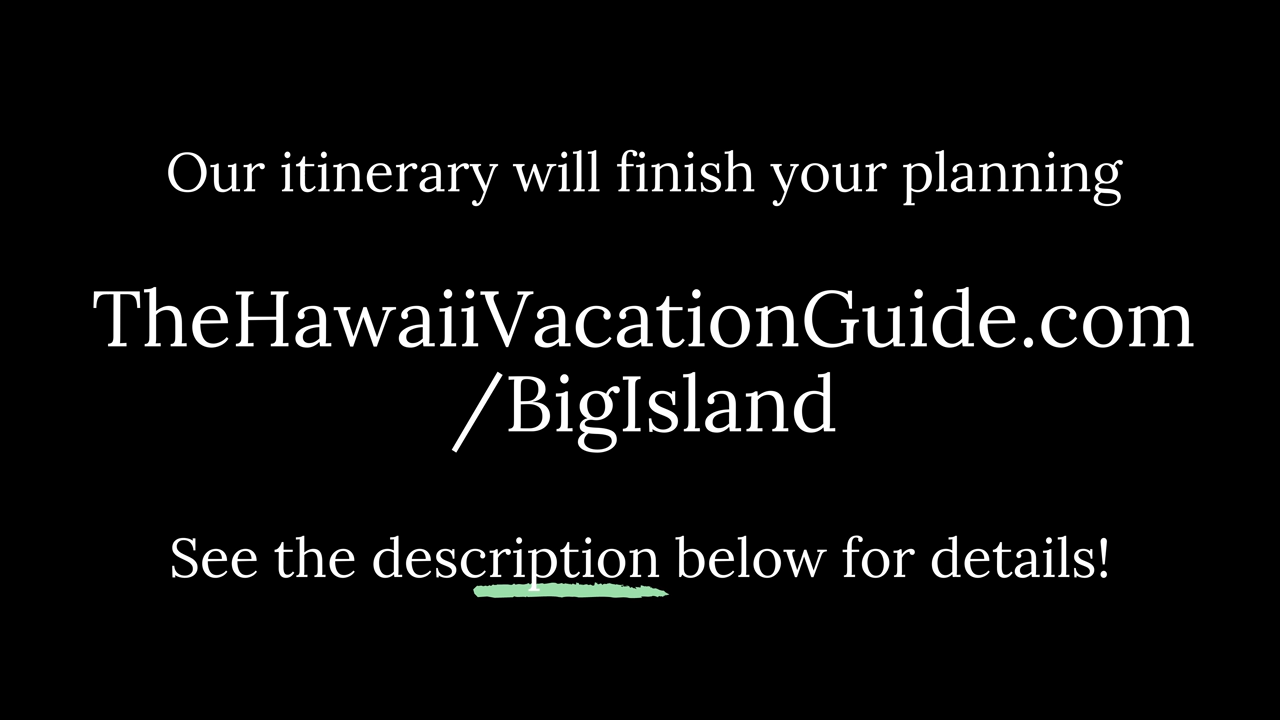 Our itinerary will finish your planning
TheHawaiiVacationGuide.com
/BigIsland
See the description below for details!